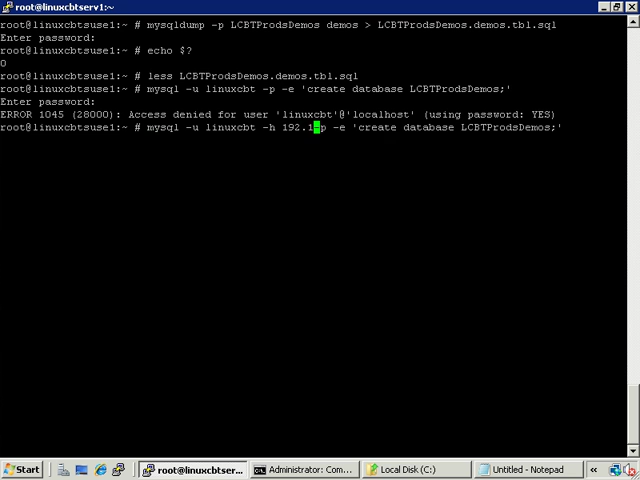 root@linuxcbtserv1:~
root@linuxcbtsuse1:~ # mysqldump -p LCBTProdsDemos demos > LCBTProdsDemos.demos.tbl.sql
Enter password:
root@linuxcbtsuse1:~ # echo $?
0
root@linuxcbtsuse1:~ # less LCBTProdsDemos.demos.tbl.sql
root@linuxcbtsuse1:~ # mysql -u linuxcbt -p -e 'create database LCBTProdsDemos;'
Enter password:
ERROR 1045 (28000): Access denied for user 'linuxcbt'@'localhost' (using password: YES)
root@linuxcbtsuse1:~ # mysql -u linuxcbt -h 192.1-p -e 'create database LCBTProdsDemos;'
Start
root@linuxcbtser...
Administrator: Com...
Local Disk (C:)
Untitled - Notepad